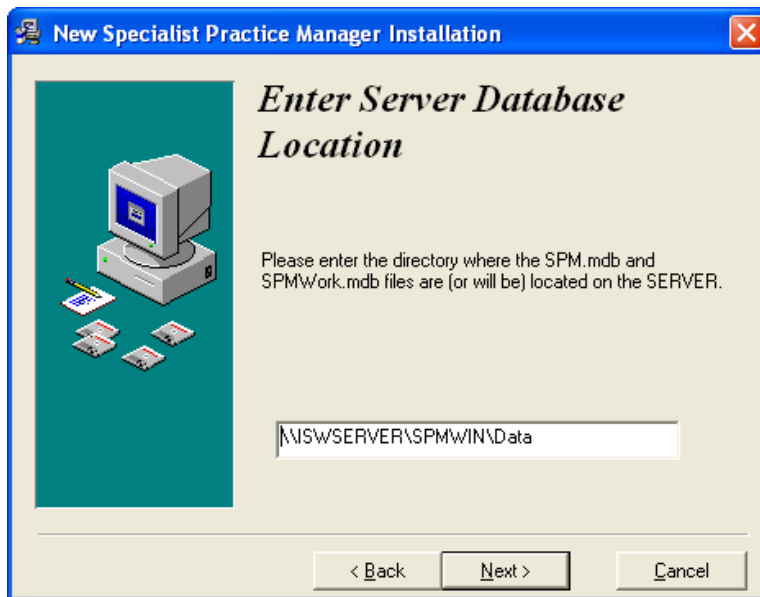 New Specialist Practice Manager Installation
Enter Server Database
Location
Please enter the directory where the SPM.mdb and
SPMWork.mdb files are (or will be) located on the SERVER.
\\ISWSERVER\SPMWIN\Data
< Back
Next >
Cancel